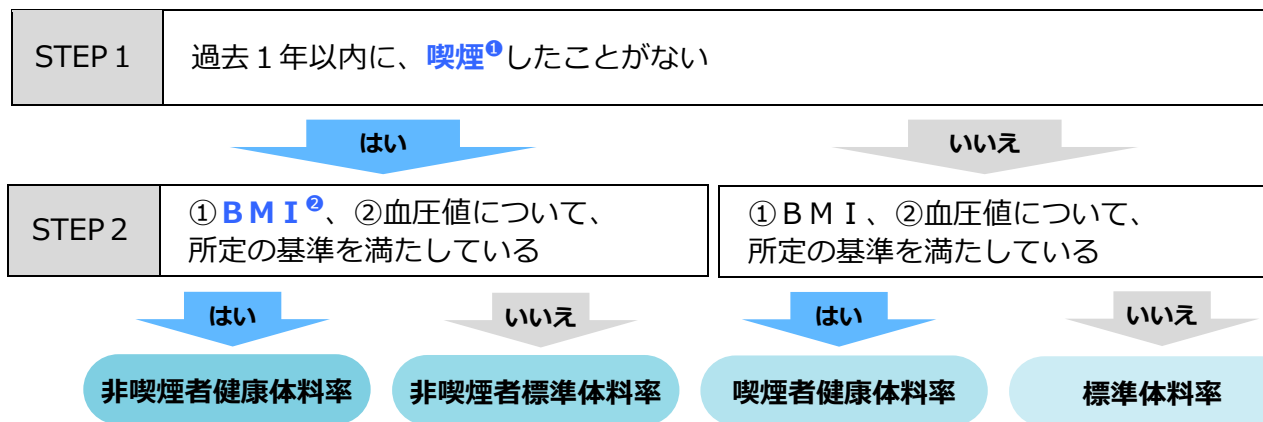 STEP１
過去１年以内に、喫煙❶したことがない
はい
いいえ
STEP２
①ＢＭＩ❷、②血圧値について、
所定の基準を満たしている
①ＢＭＩ、②血圧値について、
所定の基準を満たしている
はい
いいえ
はい
いいえ
非喫煙者健康体料率
非喫煙者標準体料率
喫煙者健康体料率
標準体料率